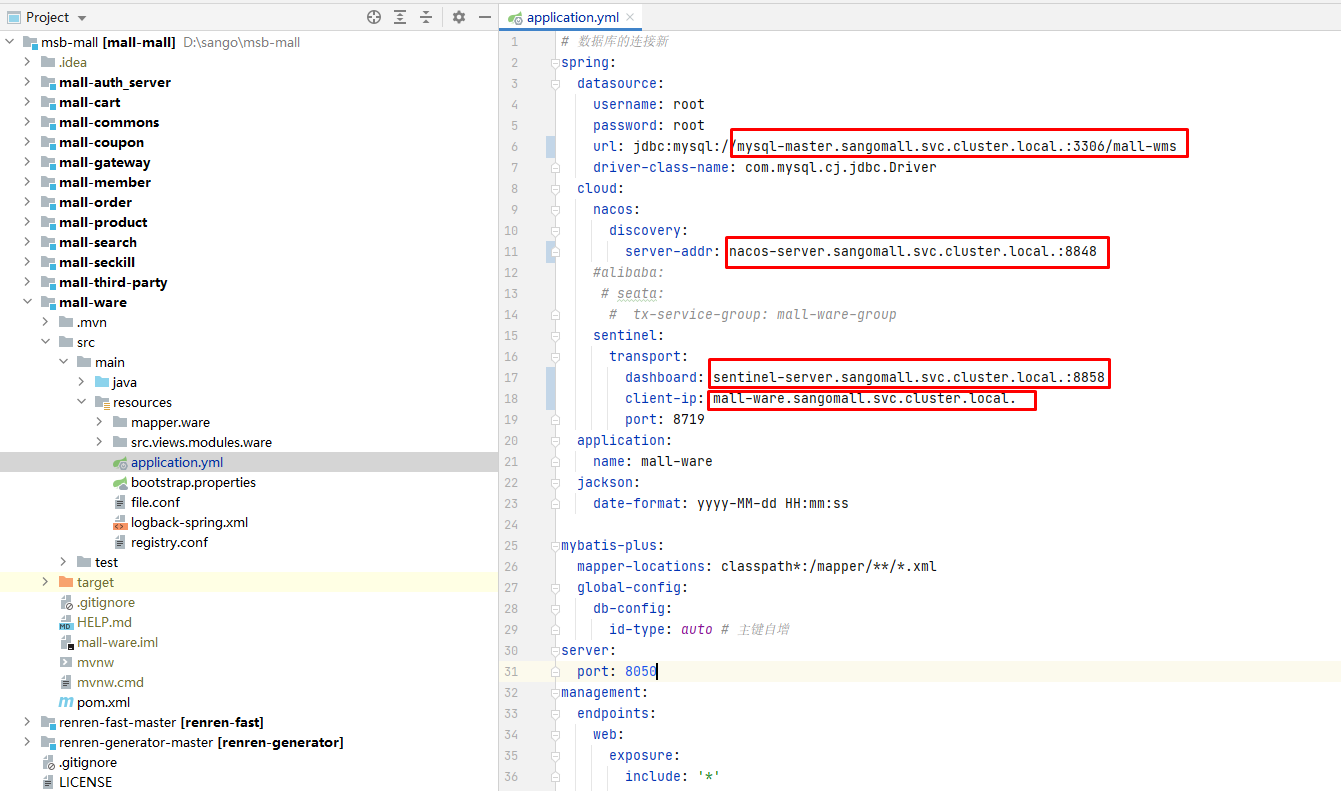 Project
msb-mall [mall-mall] D:\sango\msb-mall
.idea
mall-auth_server
mall-cart
mall-commons
mall-coupon
mall-gateway
mall-member
mall-order
mall-product
mall-search
mall-seckill
mall-third-party
mall-ware
.mvn
src
main
java
resources
mapper.ware
src.views.modules.ware
application.yml
bootstrap.properties
file.conf
logback-spring.xml
registry.conf
test
target
.gitignore
HELP.md
mall-ware.iml
mvnw
mvnw.cmd
pom.xml
renren-fast-master [renren-fast]
renren-generator-master [renren-generator]
.gitignore
LICENSE
application.yml
1 # 数据库的连接新
2 spring:
3 datasource:
4 username: root
5 password: root
6 url: jdbc:mysql://mysql-master.sangomall.svc.cluster.local.:3306/mall-wms
7 driver-class-name: com.mysql.cj.jdbc.Driver
8 cloud:
9 nacos:
10 discovery:
11 server-addr: nacos-server.sangomall.svc.cluster.local.:8848
12 #alibaba:
13 # seata:
14 # tx-service-group: mall-ware-group
15 sentinel:
16 transport:
17 dashboard: sentinel-server.sangomall.svc.cluster.local.:8858
18 client-ip: mall-ware.sangomall.svc.cluster.local.
19 port: 8719
20 application:
21 name: mall-ware
22 jackson:
23 date-format: yyyy-MM-dd HH:mm:ss
24
25 mybatis-plus:
26 mapper-locations: classpath*:/mapper/**/*.xml
27 global-config:
28 db-config:
29 id-type: auto # 主键自增
30 server:
31 port: 8050
32 management:
33 endpoints:
34 web:
35 exposure:
36 include: '*'